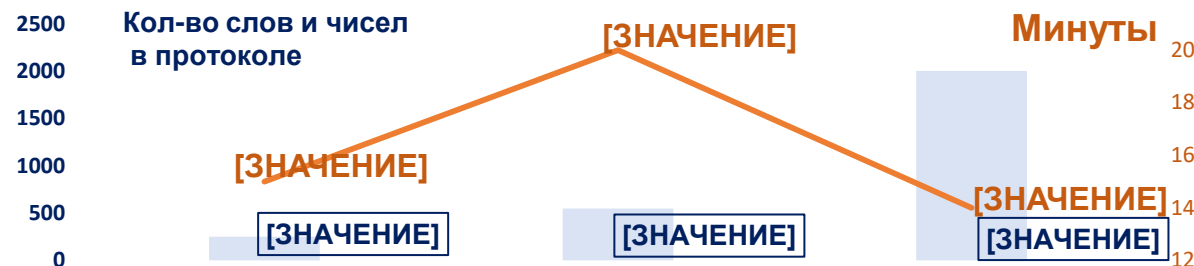 Кол-во слов и чисел
в протоколе
Минуты
2500
2000
1500
1000
500
0
20
18
16
14
12
[ЗНАЧЕНИЕ]
[ЗНАЧЕНИЕ]
[ЗНАЧЕНИЕ]
[ЗНАЧЕНИЕ]
[ЗНАЧЕНИЕ]
[ЗНАЧЕНИЕ]